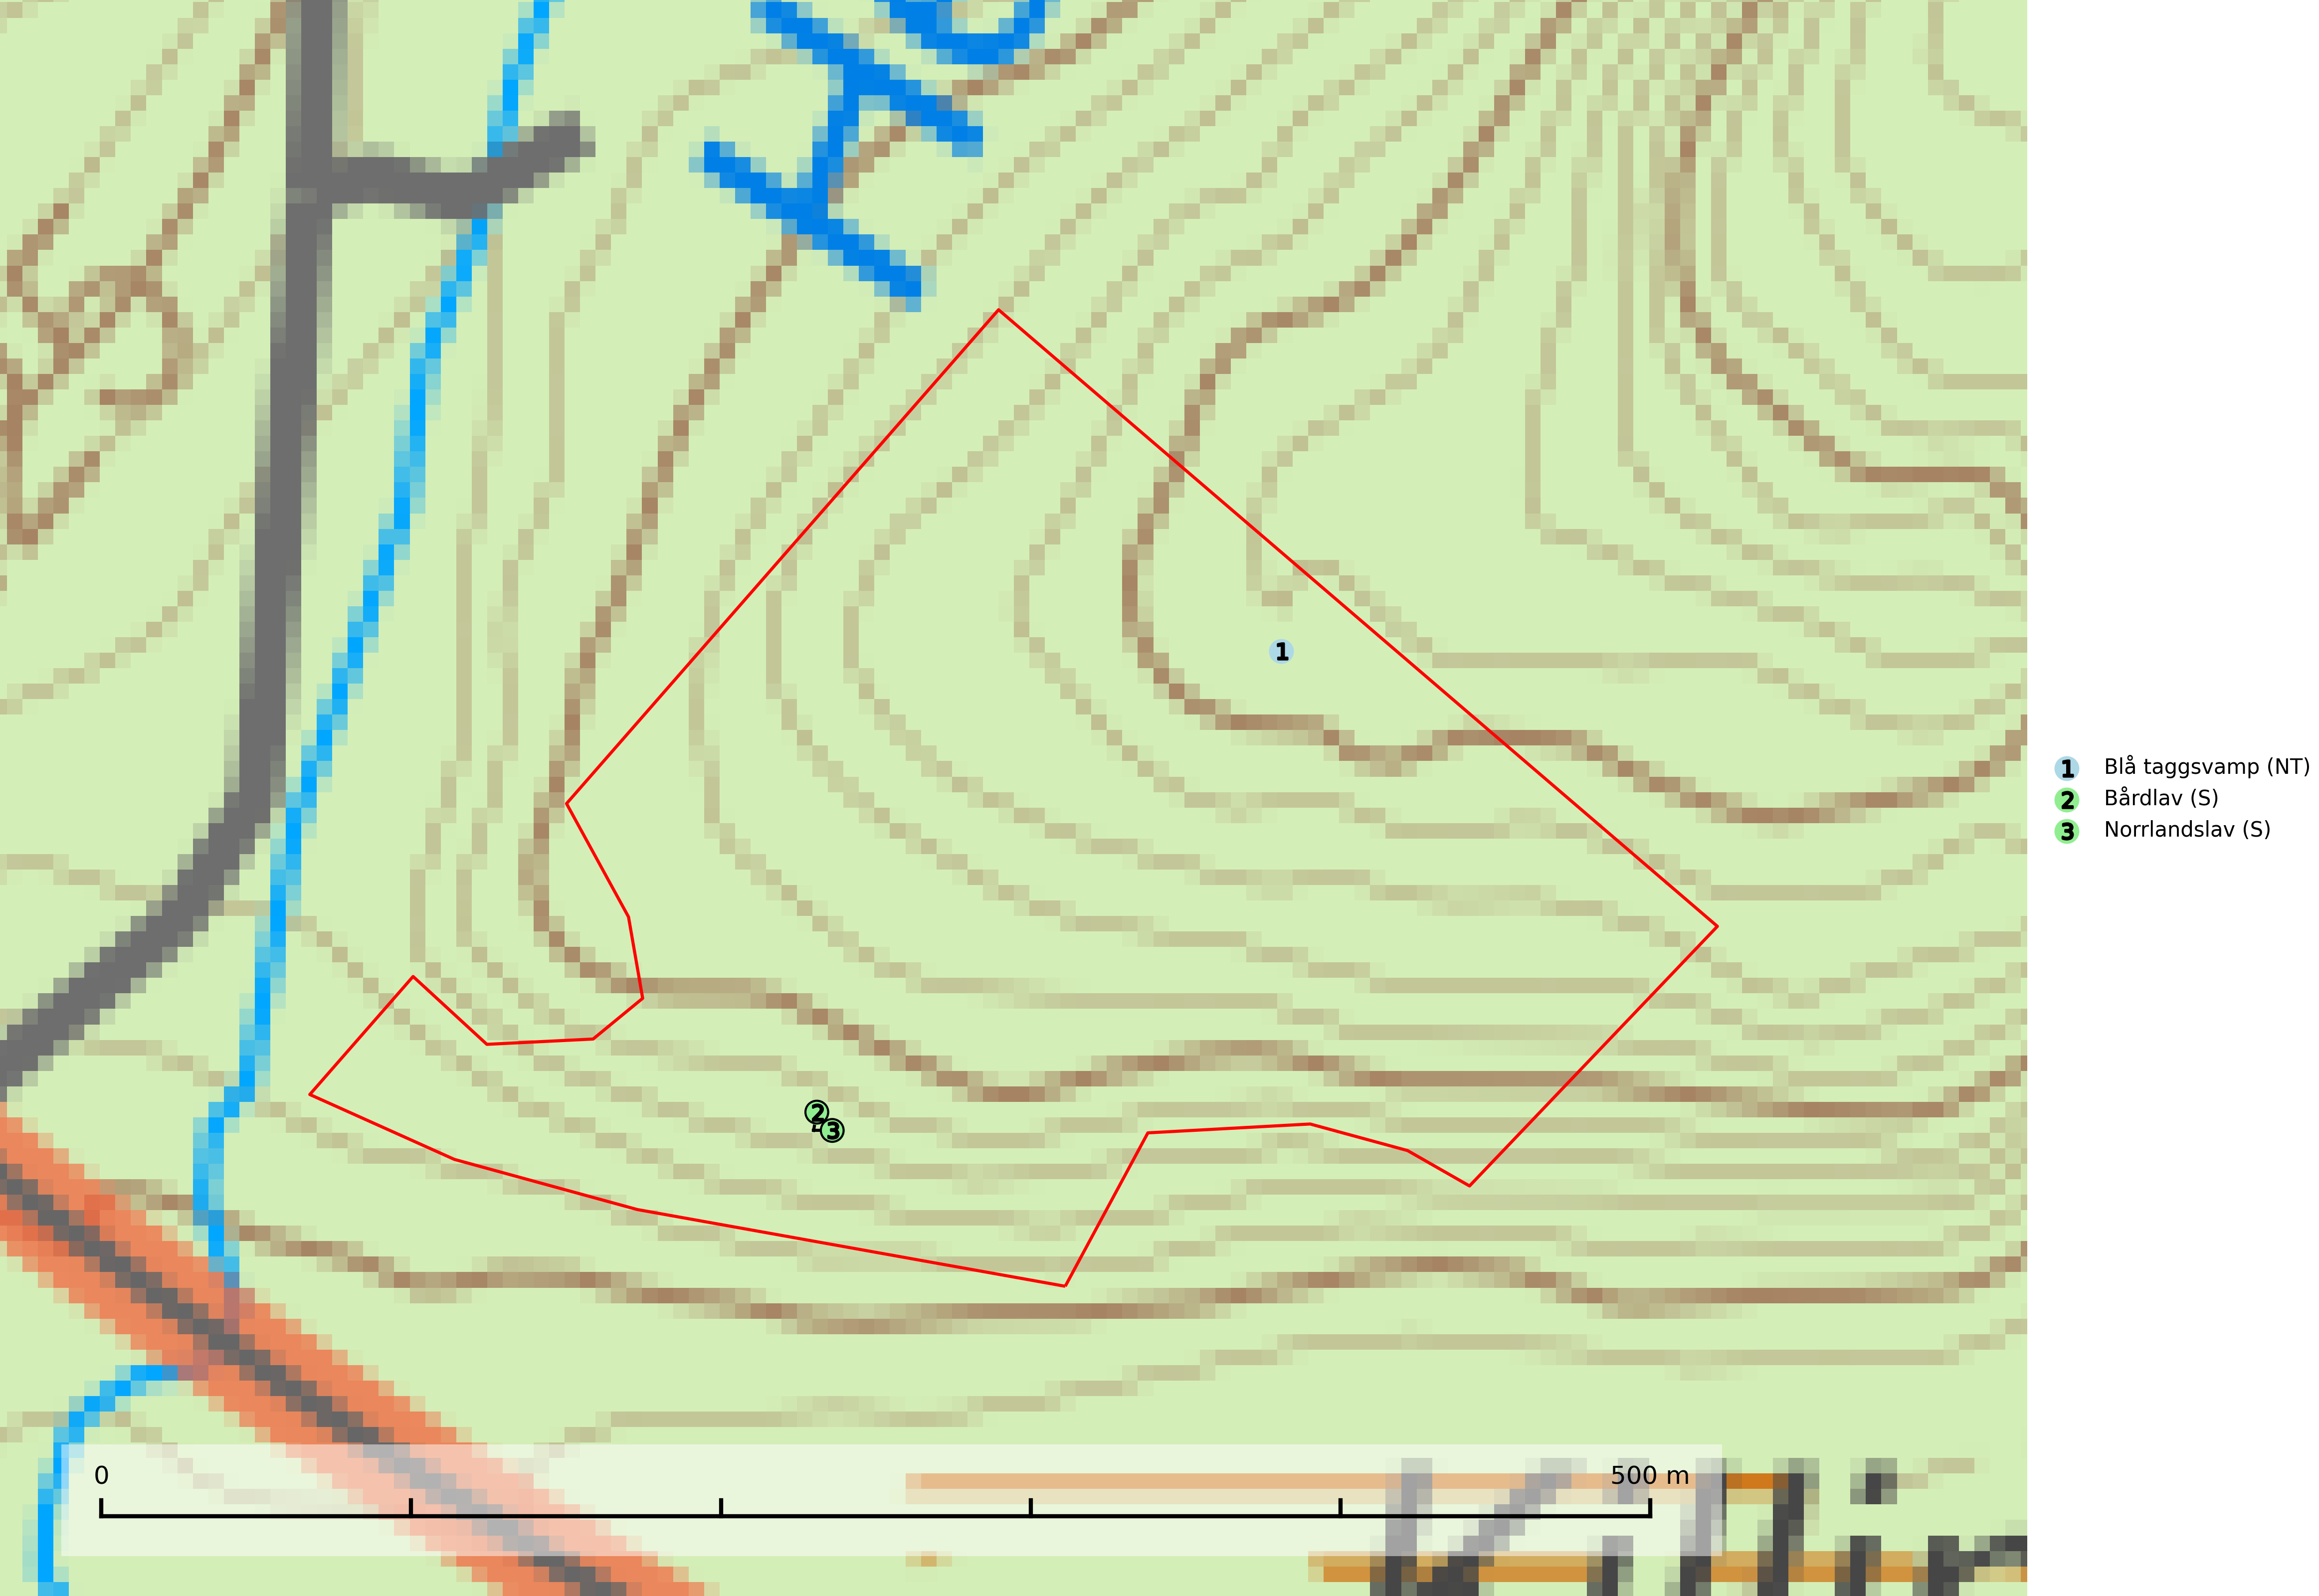 1
2
3
1 Blå taggsvamp (NT)
2 Bårdlav (S)
3 Norrlandslav (S)
0 500 m